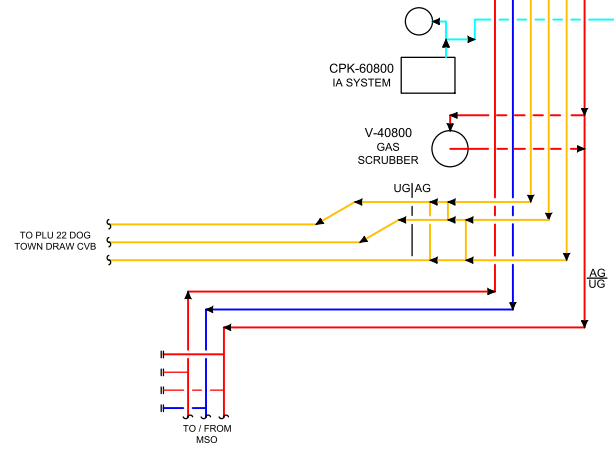 CPK-60800
IA SYSTEM
V-40800
GAS
SCRUBBER
UG|AG
TO PLU 22 DOG
TOWN DRAW CVB
AG
UG
TO / FROM
MSO